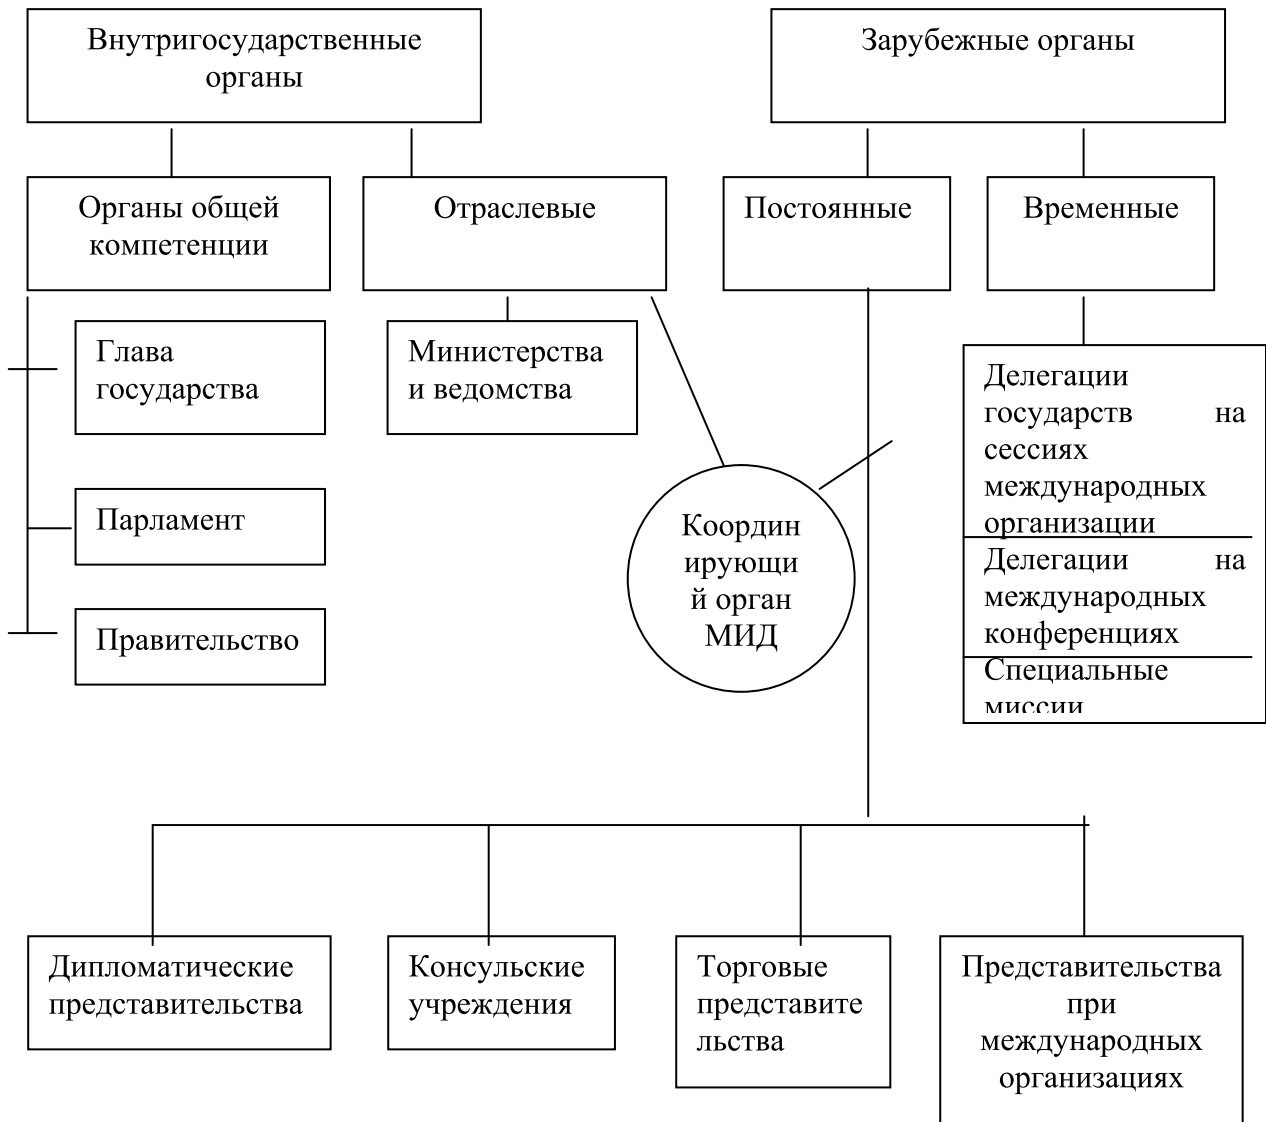 Внутригосударственные
органы
Зарубежные органы
Органы общей
компетенции
Отраслевые
Постоянные
Временные
Глава
государства
Министерства
и ведомства
Делегации
государств на
сессиях
международных
организации
Делегации на
международных
конференциях
Специальные
миссии
Парламент
Правительство
Координ
ирующи
й орган
МИД
Дипломатические
представительства
Консульские
учреждения
Торговые
представите
льства
Представительства
при
международных
организациях